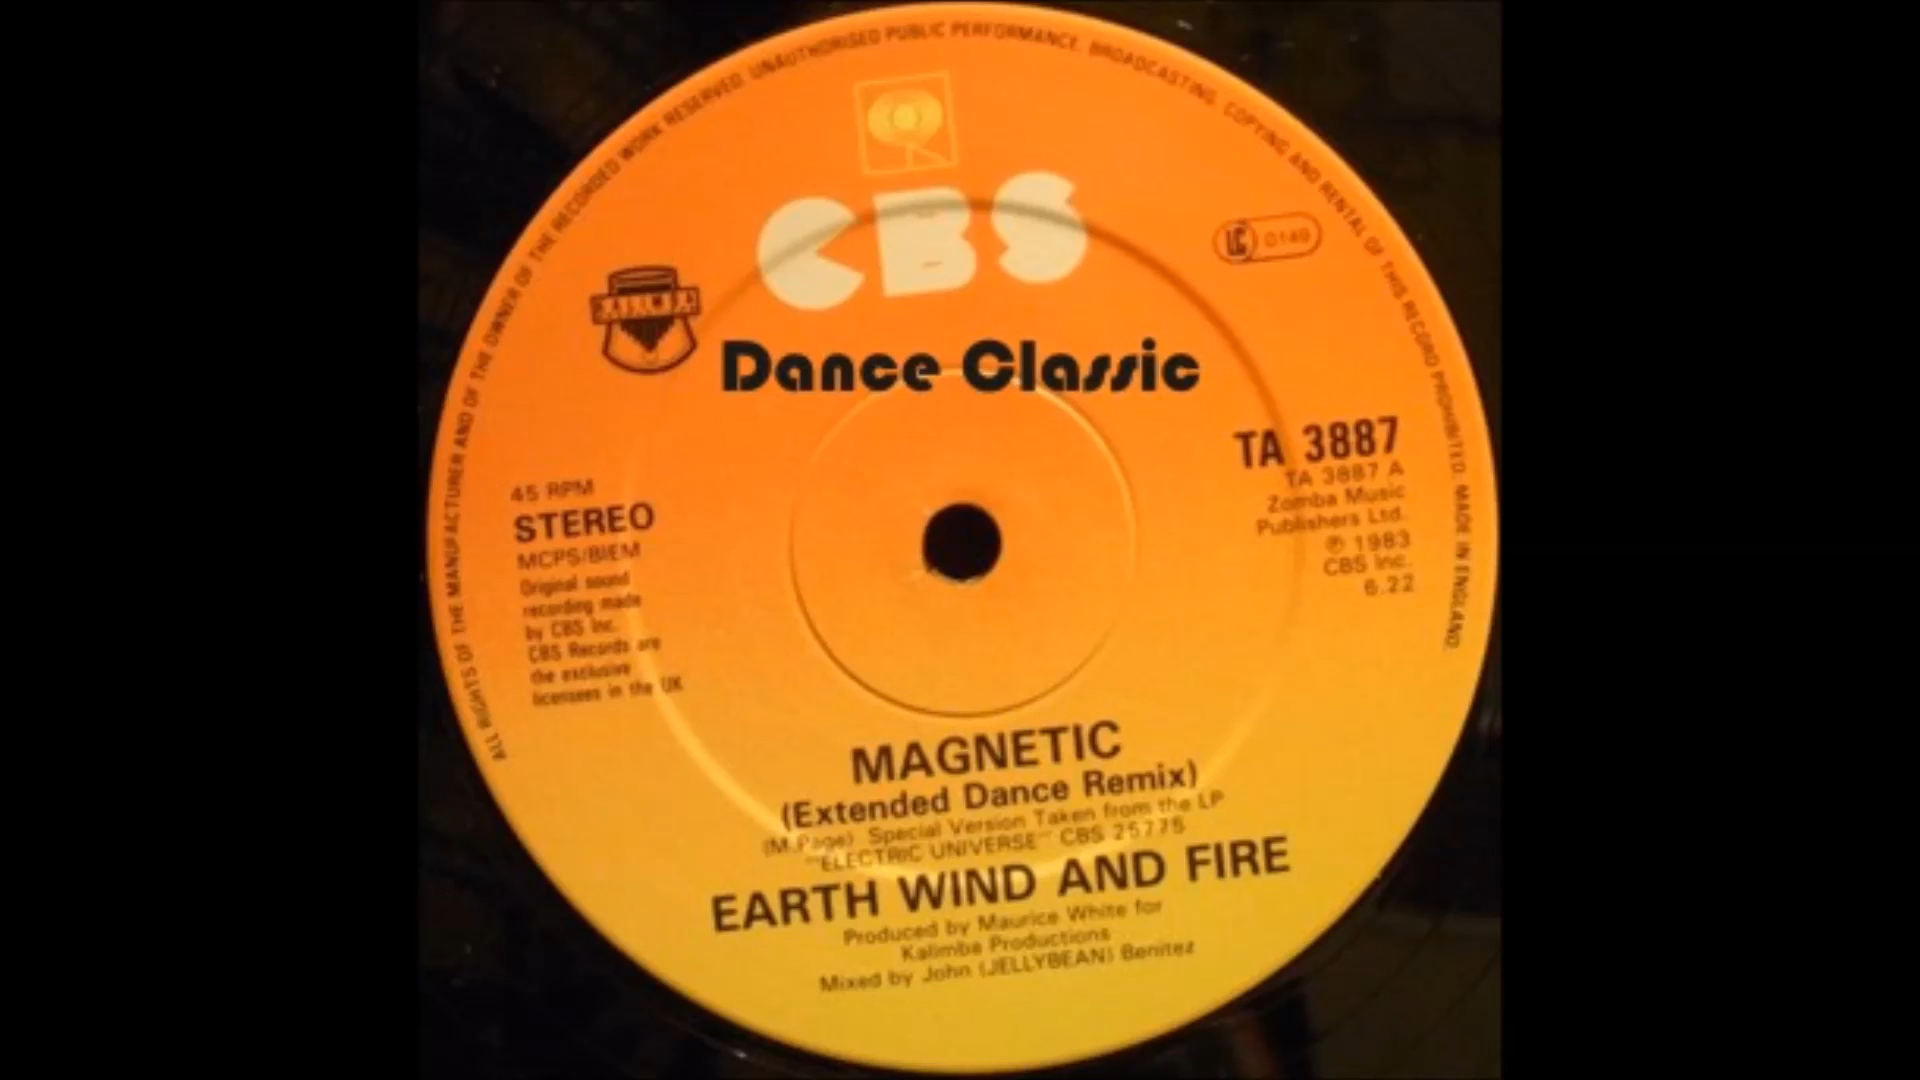 ALL RIGHTS OF THE MANUFACTURER AND OF THE OWNER OF THE RECORDED WORK RESERVED. UNAUTHORISED PUBLIC PERFORMANCE, BROADCASTING, COPYING AND RENTAL OF THIS RECORD PROHIBITED. MADE IN ENGLAND.
CBS
LC 0149
Dance Classic
45 RPM
STEREO
MCPS/BIEM
Original sound
recording made
by CBS Inc.
CBS Records are
the exclusive
licensees in the UK
TA 3887
TA 3887 A
Zomba Music
Publishers Ltd.
℗ 1983
CBS Inc.
6.22
MAGNETIC
(Extended Dance Remix)
(M.Page) Special Version Taken from the LP
"ELECTRIC UNIVERSE" CBS 25775
EARTH WIND AND FIRE
Produced by Maurice White for
Kalimba Productions
Mixed by John (JELLYBEAN) Benitez